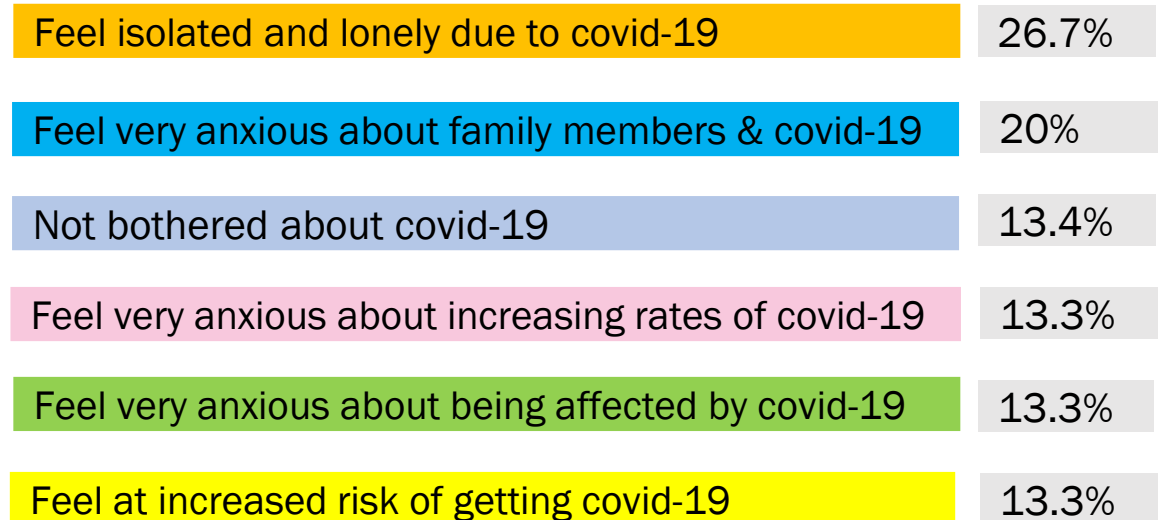 Feel isolated and lonely due to covid-19 26.7%
Feel very anxious about family members & covid-19 20%
Not bothered about covid-19 13.4%
Feel very anxious about increasing rates of covid-19 13.3%
Feel very anxious about being affected by covid-19 13.3%
Feel at increased risk of getting covid-19 13.3%